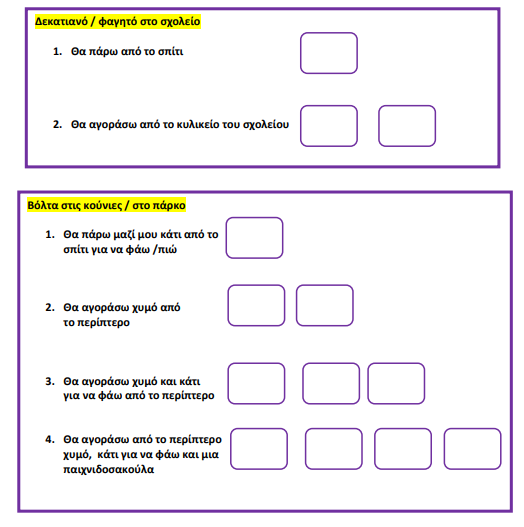 Δεκατιανό / φαγητό στο σχολείο
1. Θα πάρω από το σπίτι
2. Θα αγοράσω από το κυλικείο του σχολείου
Βόλτα στις κούνιες / στο πάρκο
1. Θα πάρω μαζί μου κάτι από το
σπίτι για να φάω /πιώ
2. Θα αγοράσω χυμό από
το περίπτερο
3. Θα αγοράσω χυμό και κάτι
για να φάω από το περίπτερο
4. Θα αγοράσω από το περίπτερο
χυμό, κάτι για να φάω και μια
παιχνιδοσακούλα